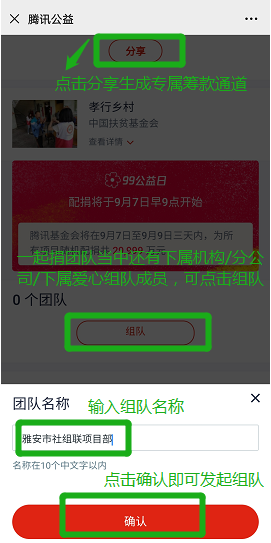 腾讯公益
分享
点击分享生成专属筹款通道
孝行乡村
中国扶贫基金会
查看详情
99公益日
配捐将于9月7日早9点开始
腾讯基金会将在9月7日至9月9日三天内，为所
一起捐团队当中还有下属机构/分公
司/下属爱心组队成员，可点击组队
0 个团队
组队
团队名称
输入组队名称
雅安市社组联项目部
名称在10个中文字以内
点击确认即可发起组队
确认